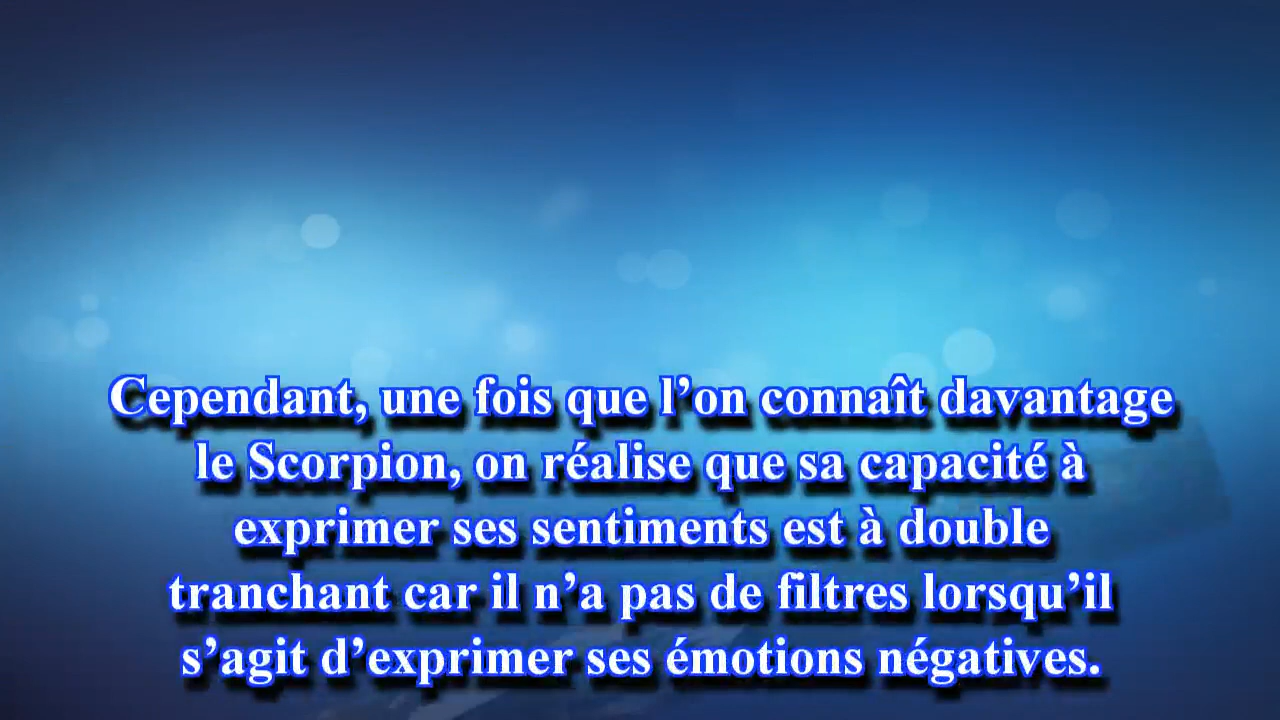 Cependant, une fois que l’on connaît davantage
le Scorpion, on réalise que sa capacité à
exprimer ses sentiments est à double
tranchant car il n’a pas de filtres lorsqu’il
s’agit d’exprimer ses émotions négatives.